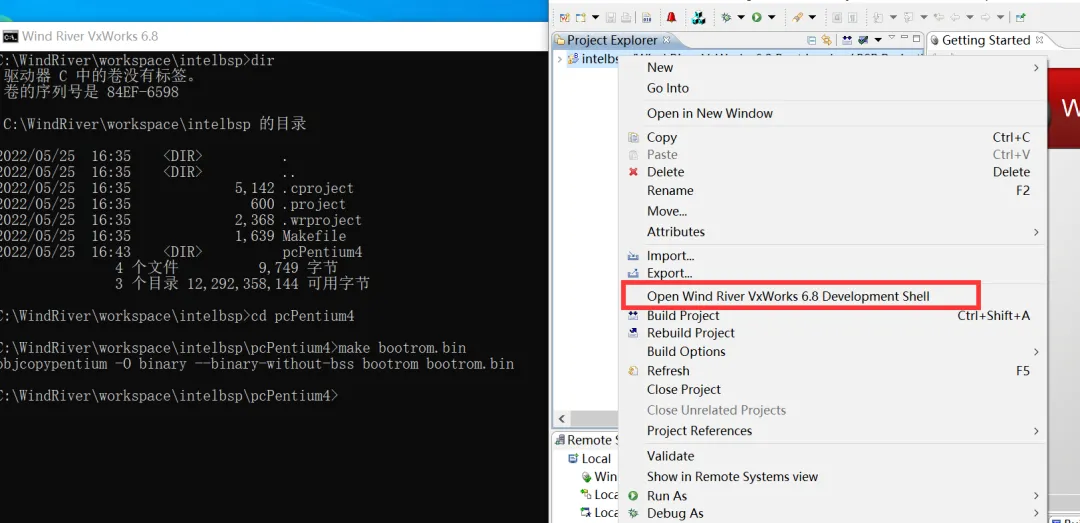 Wind River VxWorks 6.8
C:\WindRiver\workspace\intelbsp>dir
驱动器 C 中的卷没有标签。
卷的序列号是 84EF-6598
C:\WindRiver\workspace\intelbsp 的目录
2022/05/25 16:35 <DIR> .
2022/05/25 16:35 <DIR> ..
2022/05/25 16:35 5,142 .cproject
2022/05/25 16:35 600 .project
2022/05/25 16:35 2,368 .wrproject
2022/05/25 16:35 1,639 Makefile
2022/05/25 16:43 <DIR> pcPentium4
4 个文件 9,749 字节
3 个目录 12,292,358,144 可用字节
C:\WindRiver\workspace\intelbsp>cd pcPentium4
C:\WindRiver\workspace\intelbsp\pcPentium4>make bootrom.bin
objcopypentium -O binary --binary-without-bss bootrom bootrom.bin
C:\WindRiver\workspace\intelbsp\pcPentium4>
Project Explorer
Getting Started
intelbs
W
New
Go Into
Open in New Window
Copy Ctrl+C
Paste Ctrl+V
Delete Delete
Rename F2
Move...
Attributes
Import...
Export...
Open Wind River VxWorks 6.8 Development Shell
Build Project Ctrl+Shift+A
Rebuild Project
Build Options
Refresh F5
Close Project
Close Unrelated Projects
Project References
Validate
Show in Remote Systems view
Run As
Debug As
Remote S
Local
Win
Loca
Loca